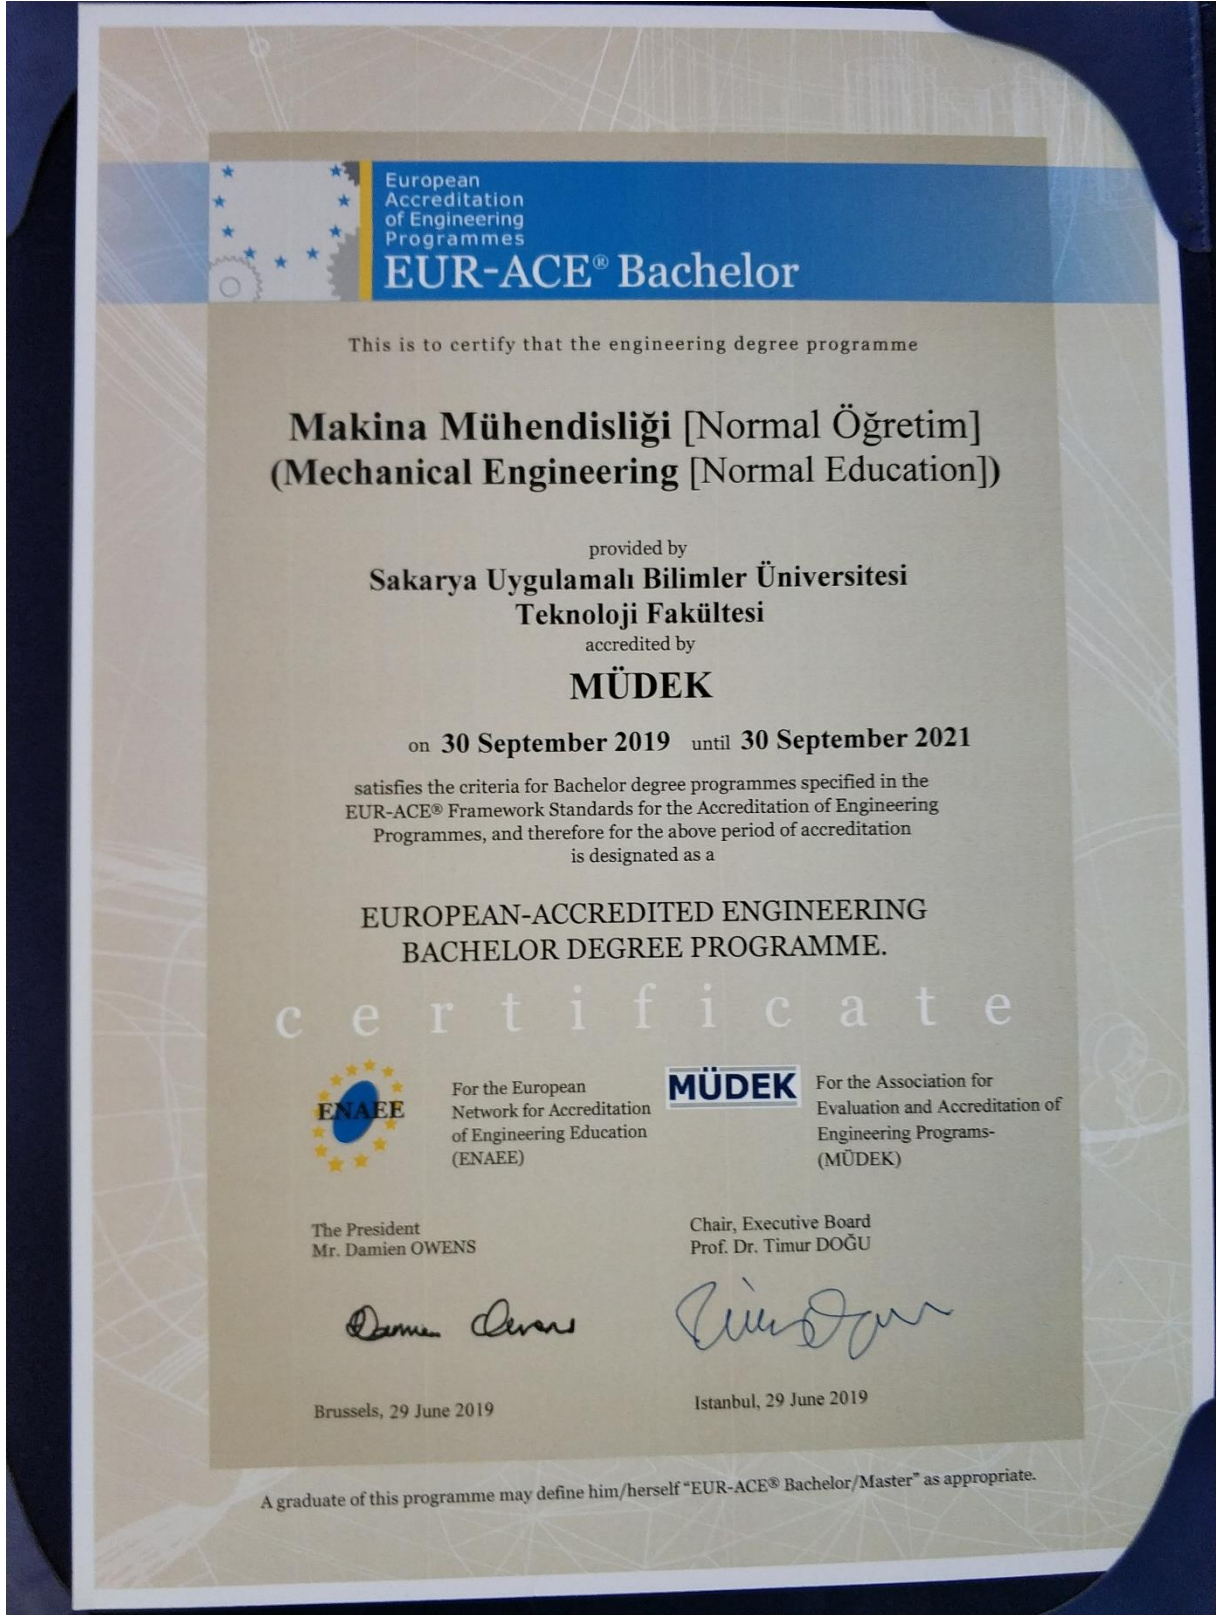 European
Accreditation
of Engineering
Programmes
EUR-ACE® Bachelor
This is to certify that the engineering degree programme
Makina Mühendisliği [Normal Öğretim]
(Mechanical Engineering [Normal Education])
provided by
Sakarya Uygulamalı Bilimler Üniversitesi
Teknoloji Fakültesi
accredited by
MÜDEK
on 30 September 2019 until 30 September 2021
satisfies the criteria for Bachelor degree programmes specified in the
EUR-ACE® Framework Standards for the Accreditation of Engineering
Programmes, and therefore for the above period of accreditation
is designated as a
EUROPEAN-ACCREDITED ENGINEERING
BACHELOR DEGREE PROGRAMME.
certificate
ENAEE
For the European
Network for Accreditation
of Engineering Education
(ENAEE)
MÜDEK
For the Association for
Evaluation and Accreditation of
Engineering Programs-
(MÜDEK)
The President
Mr. Damien OWENS
Chair, Executive Board
Prof. Dr. Timur DOĞU
Damien Owens
Brussels, 29 June 2019
Istanbul, 29 June 2019
A graduate of this programme may define him/herself “EUR-ACE® Bachelor/Master” as appropriate.